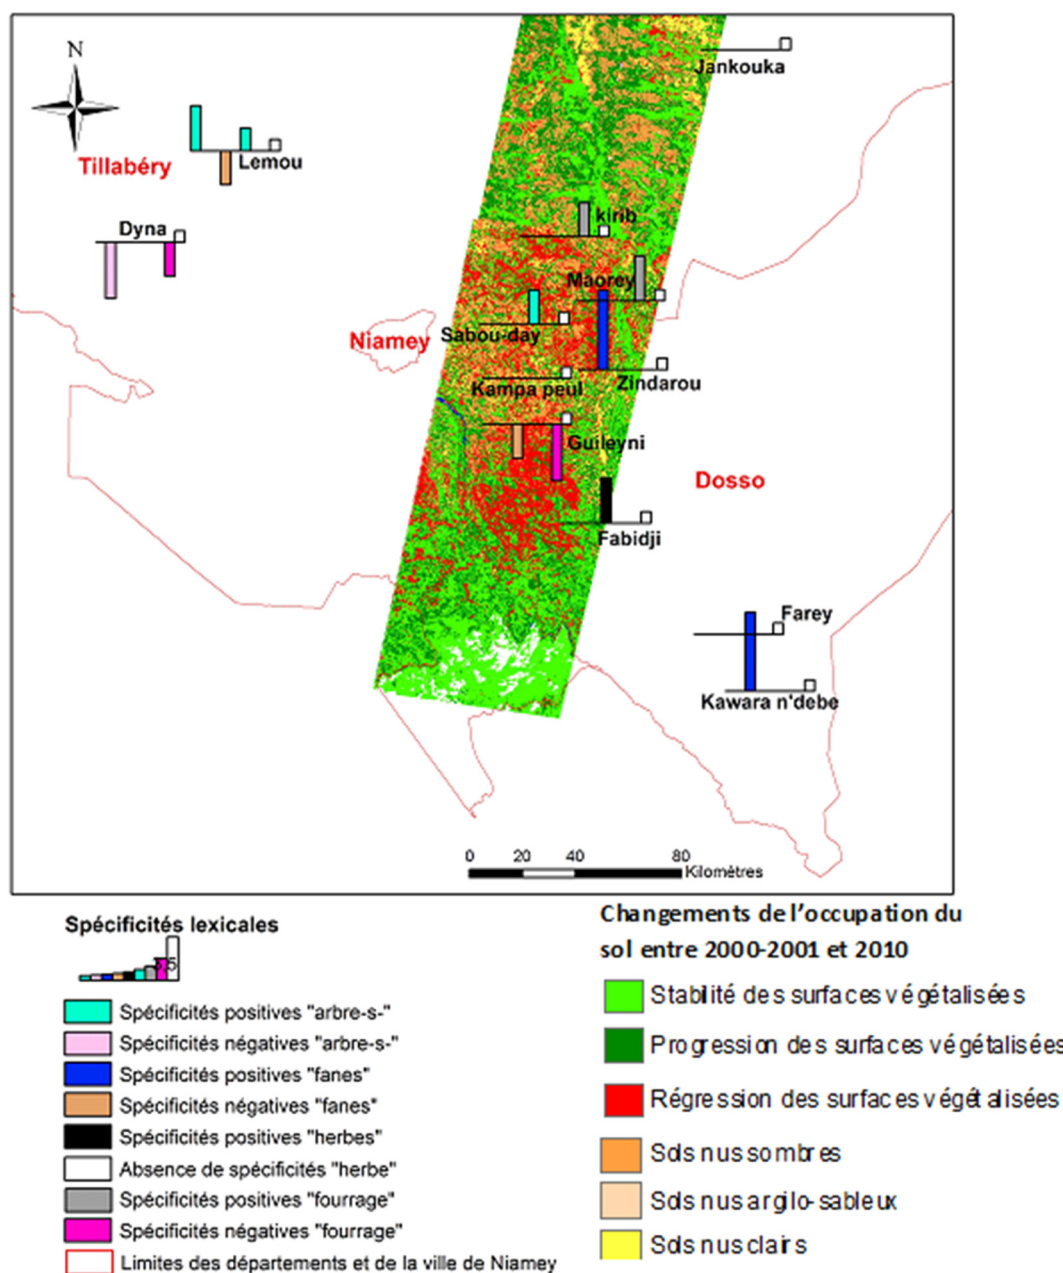 N
Jankouka
Tillabéry
Lemou
Dyna
kirib
Maorey
Niamey
Sabou-day
Zindarou
Kampa peul
Guileyni
Dosso
Fabidji
Farey
Kawara n'debe
0 20 40 80
Kilomètres
Spécificités lexicales
Spécificités positives "arbre-s-"
Spécificités négatives "arbre-s-"
Spécificités positives "fanes"
Spécificités négatives "fanes"
Spécificités positives "herbes"
Absence de spécificités "herbe"
Spécificités positives "fourrage"
Spécificités négatives "fourrage"
Limites des départements et de la ville de Niamey
Changements de l'occupation du
sol entre 2000-2001 et 2010
Stabilité des surfaces végétalisées
Progression des surfaces végétalisées
Régression des surfaces végétalisées
Sols nus sombres
Sols nus argilo-sableux
Sols nus clairs